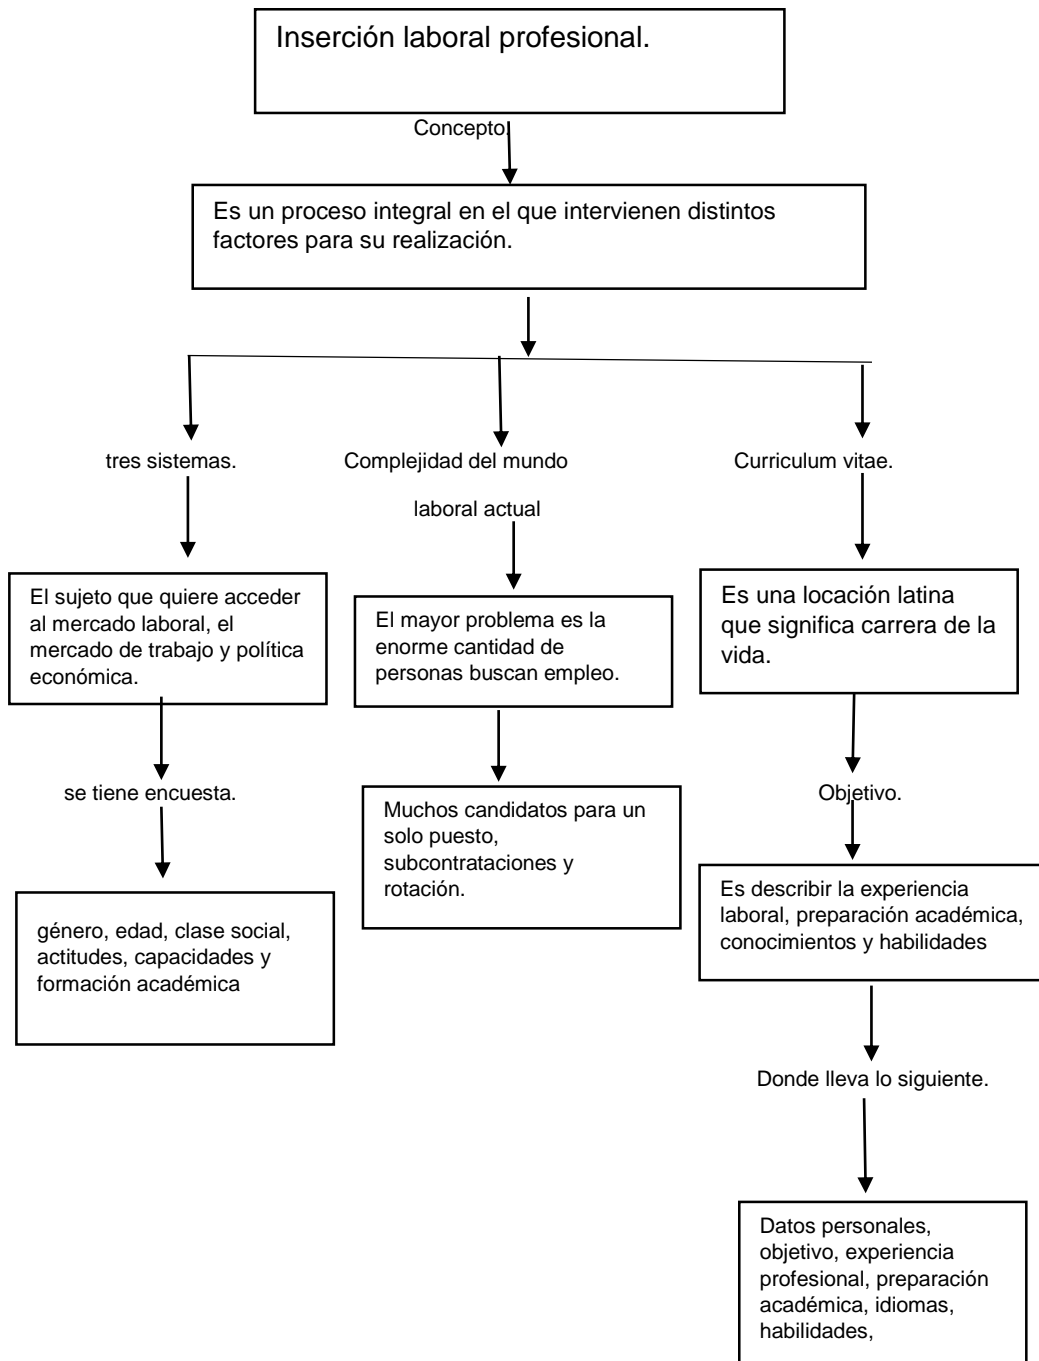 Inserción laboral profesional.
Concepto.
Es un proceso integral en el que intervienen distintos
factores para su realización.
tres sistemas.
El sujeto que quiere acceder
al mercado laboral, el
mercado de trabajo y política
económica.
se tiene encuesta.
género, edad, clase social,
actitudes, capacidades y
formación académica
Complejidad del mundo
laboral actual
El mayor problema es la
enorme cantidad de
personas buscan empleo.
Muchos candidatos para un
solo puesto,
subcontrataciones y
rotación.
Curriculum vitae.
Es una locación latina
que significa carrera de la
vida.
Objetivo.
Es describir la experiencia
laboral, preparación académica,
conocimientos y habilidades
Donde lleva lo siguiente.
Datos personales,
objetivo, experiencia
profesional, preparación
académica, idiomas,
habilidades,